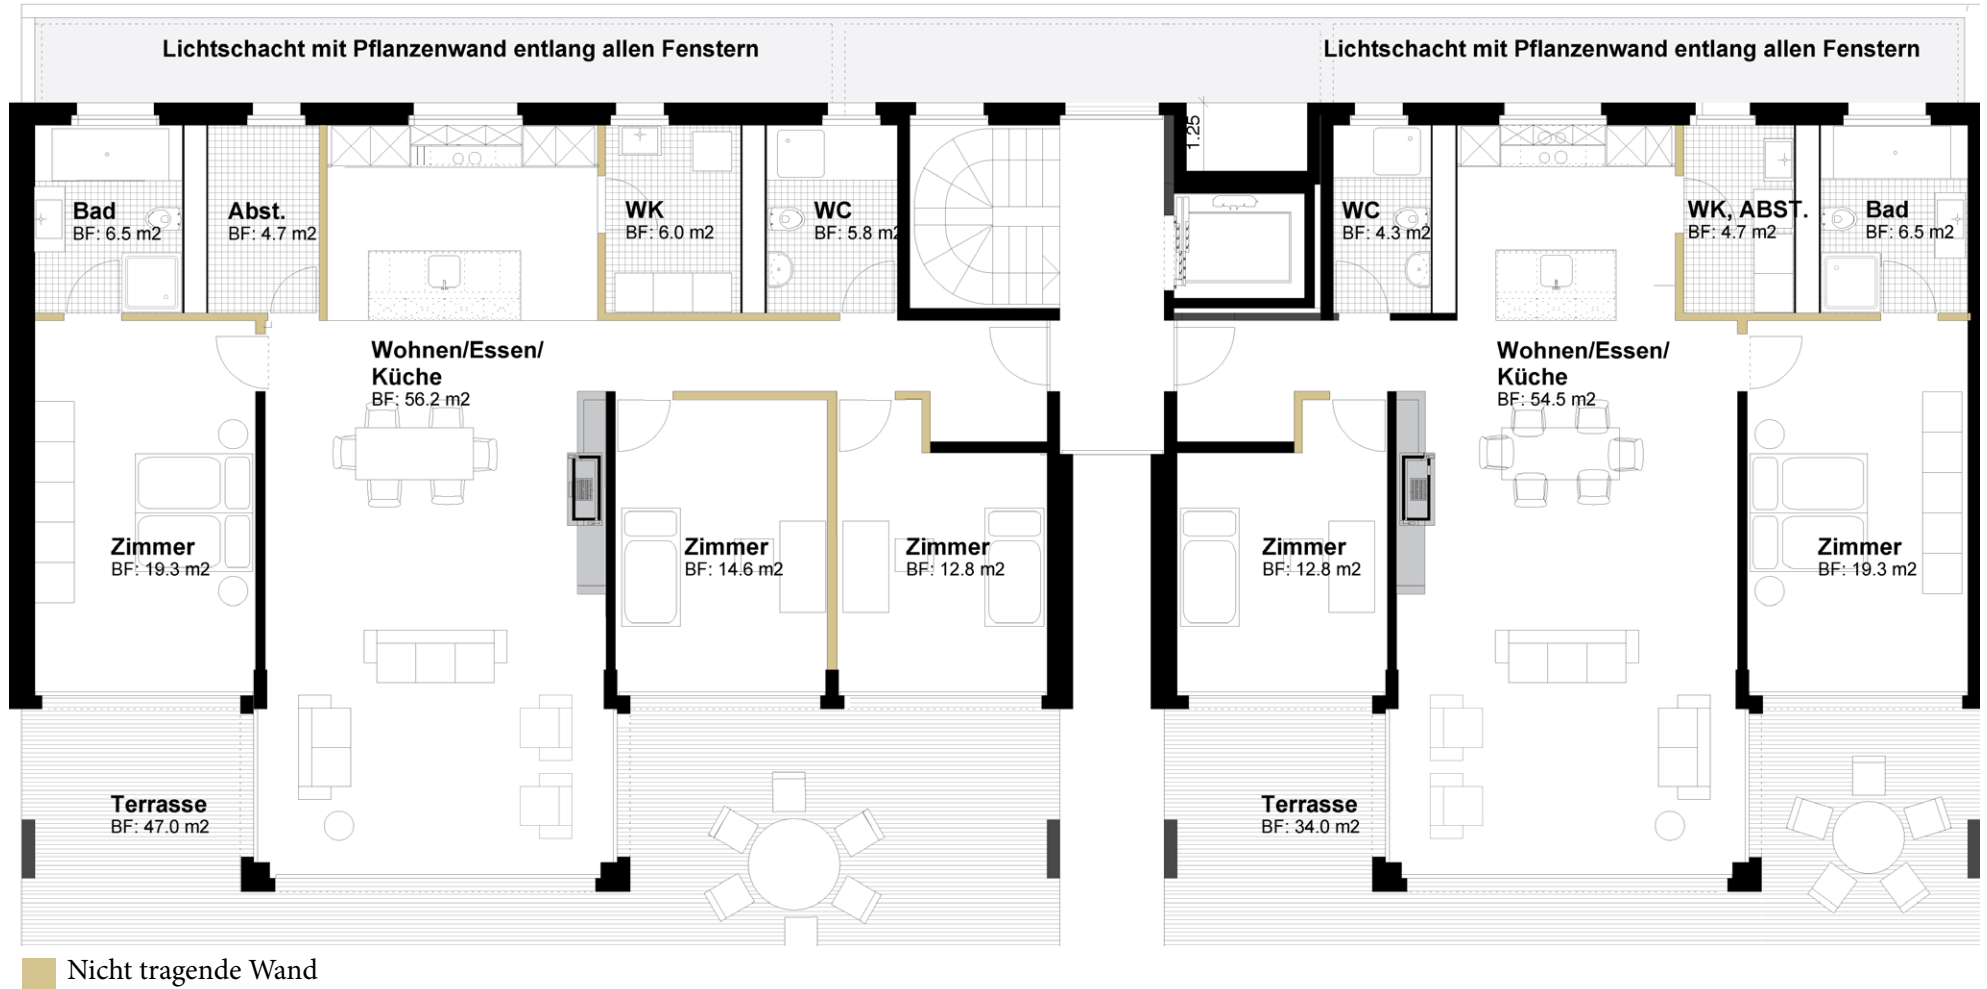 Lichtschacht mit Pflanzenwand entlang allen Fenstern
Lichtschacht mit Pflanzenwand entlang allen Fenstern
1.25
Bad
BF: 6.5 m2
Abst.
BF: 4.7 m2
WK
BF: 6.0 m2
WC
BF: 5.8 m2
WC
BF: 4.3 m2
WK, ABST.
BF: 4.7 m2
Bad
BF: 6.5 m2
Wohnen/Essen/
Küche
BF: 56.2 m2
Wohnen/Essen/
Küche
BF: 54.5 m2
Zimmer
BF: 19.3 m2
Zimmer
BF: 14.6 m2
Zimmer
BF: 12.8 m2
Zimmer
BF: 12.8 m2
Zimmer
BF: 19.3 m2
Terrasse
BF: 47.0 m2
Terrasse
BF: 34.0 m2
Nicht tragende Wand